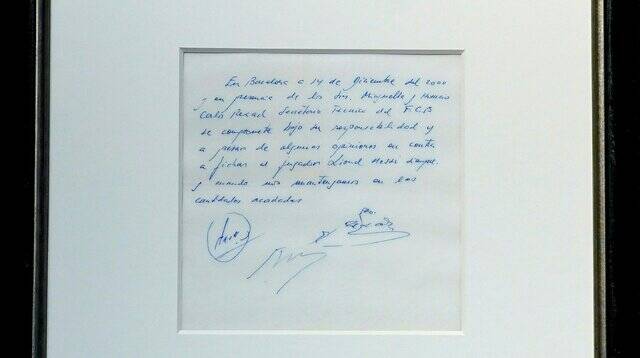 En Barcelona a 14 de diciembre del 2000
y en presencia de los Sres. Minguella y Horacio
Carlos Rexach Secretario Técnico del F.C.B
se compromete bajo su responsabilidad y
a pesar de algunas opiniones en contra
a fichar al jugador Lionel Messi siempre
y cuando nos mantengamos en las
cantidades acordadas